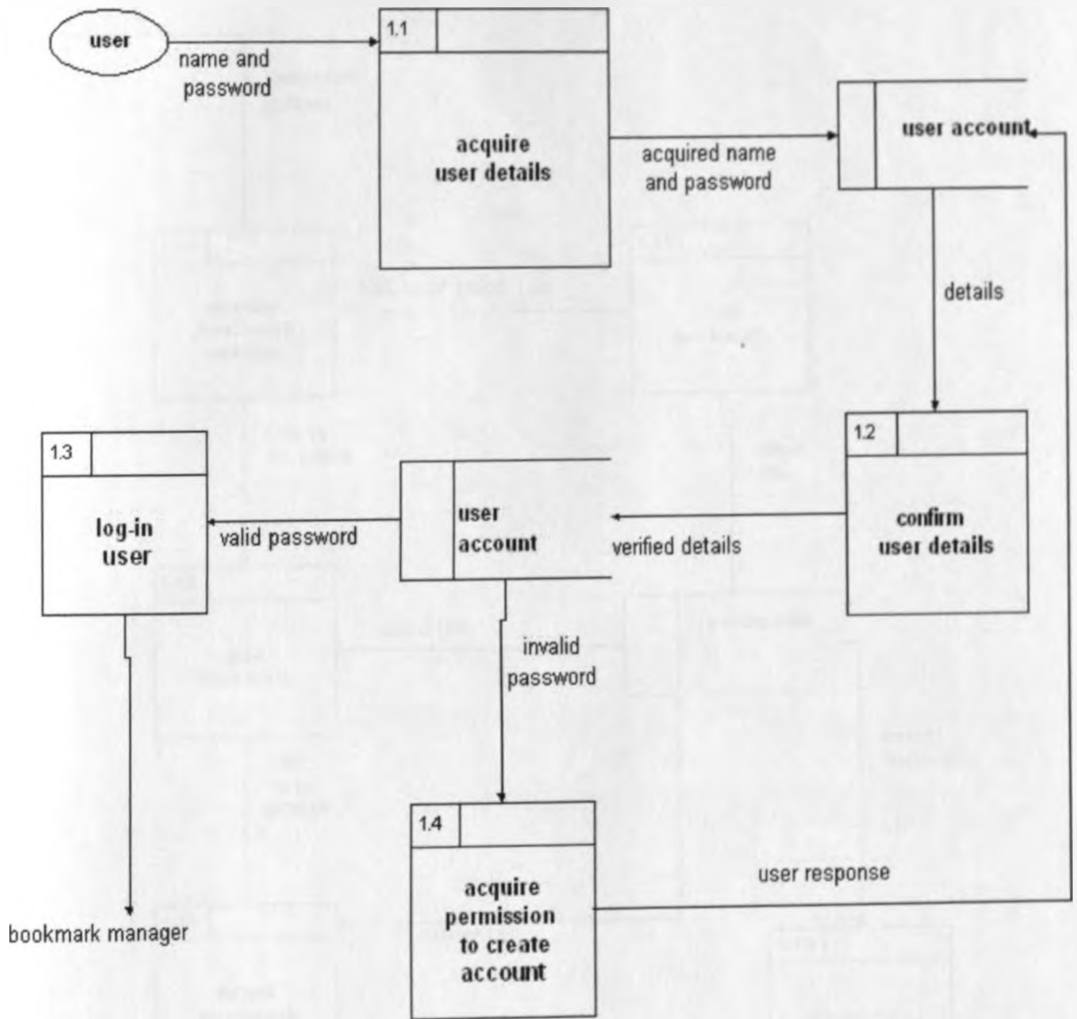 user
name and
password
1.1
acquire
user details
acquired name
and password
user account
details
1.2
confirm
user details
verified details
user
account
valid password
1.3
log-in
user
invalid
password
bookmark manager
1.4
acquire
permission
to create
account
user response